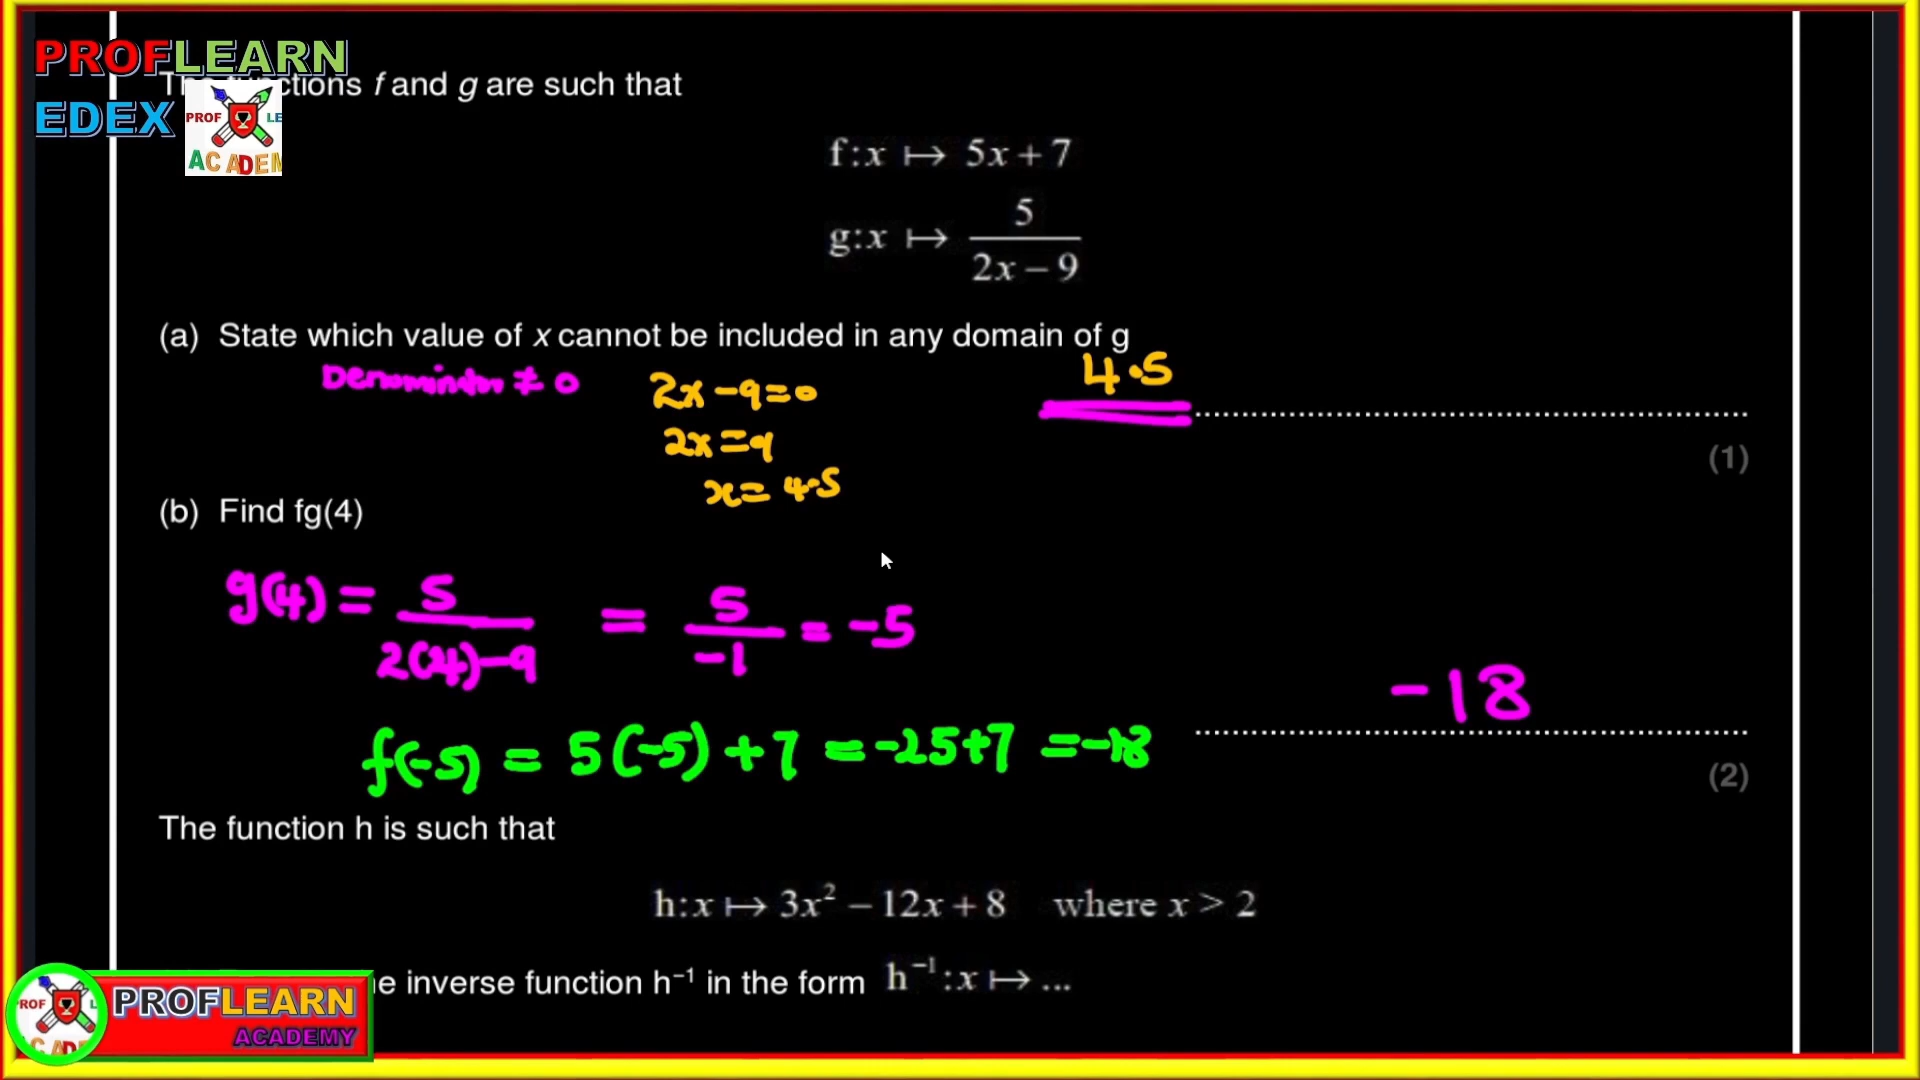 PROFLEARN
EDEX
PROF LE
ACADEM
ctions f and g are such that
f:x ↦ 5x + 7
g:x ↦ 5 / (2x − 9)
(a) State which value of x cannot be included in any domain of g
Denominator ≠ 0
2x - 9 = 0
2x = 9
x = 4.5
4.5
(1)
(b) Find fg(4)
g(4) = 5 / (2(4)-9) = 5 / -1 = -5
-18
f(-5) = 5(-5) + 7 = -25+7 = -18
(2)
The function h is such that
h:x ↦ 3x² − 12x + 8 where x > 2
e inverse function h⁻¹ in the form h⁻¹:x ↦ ...
PROFLEARN
ACADEMY